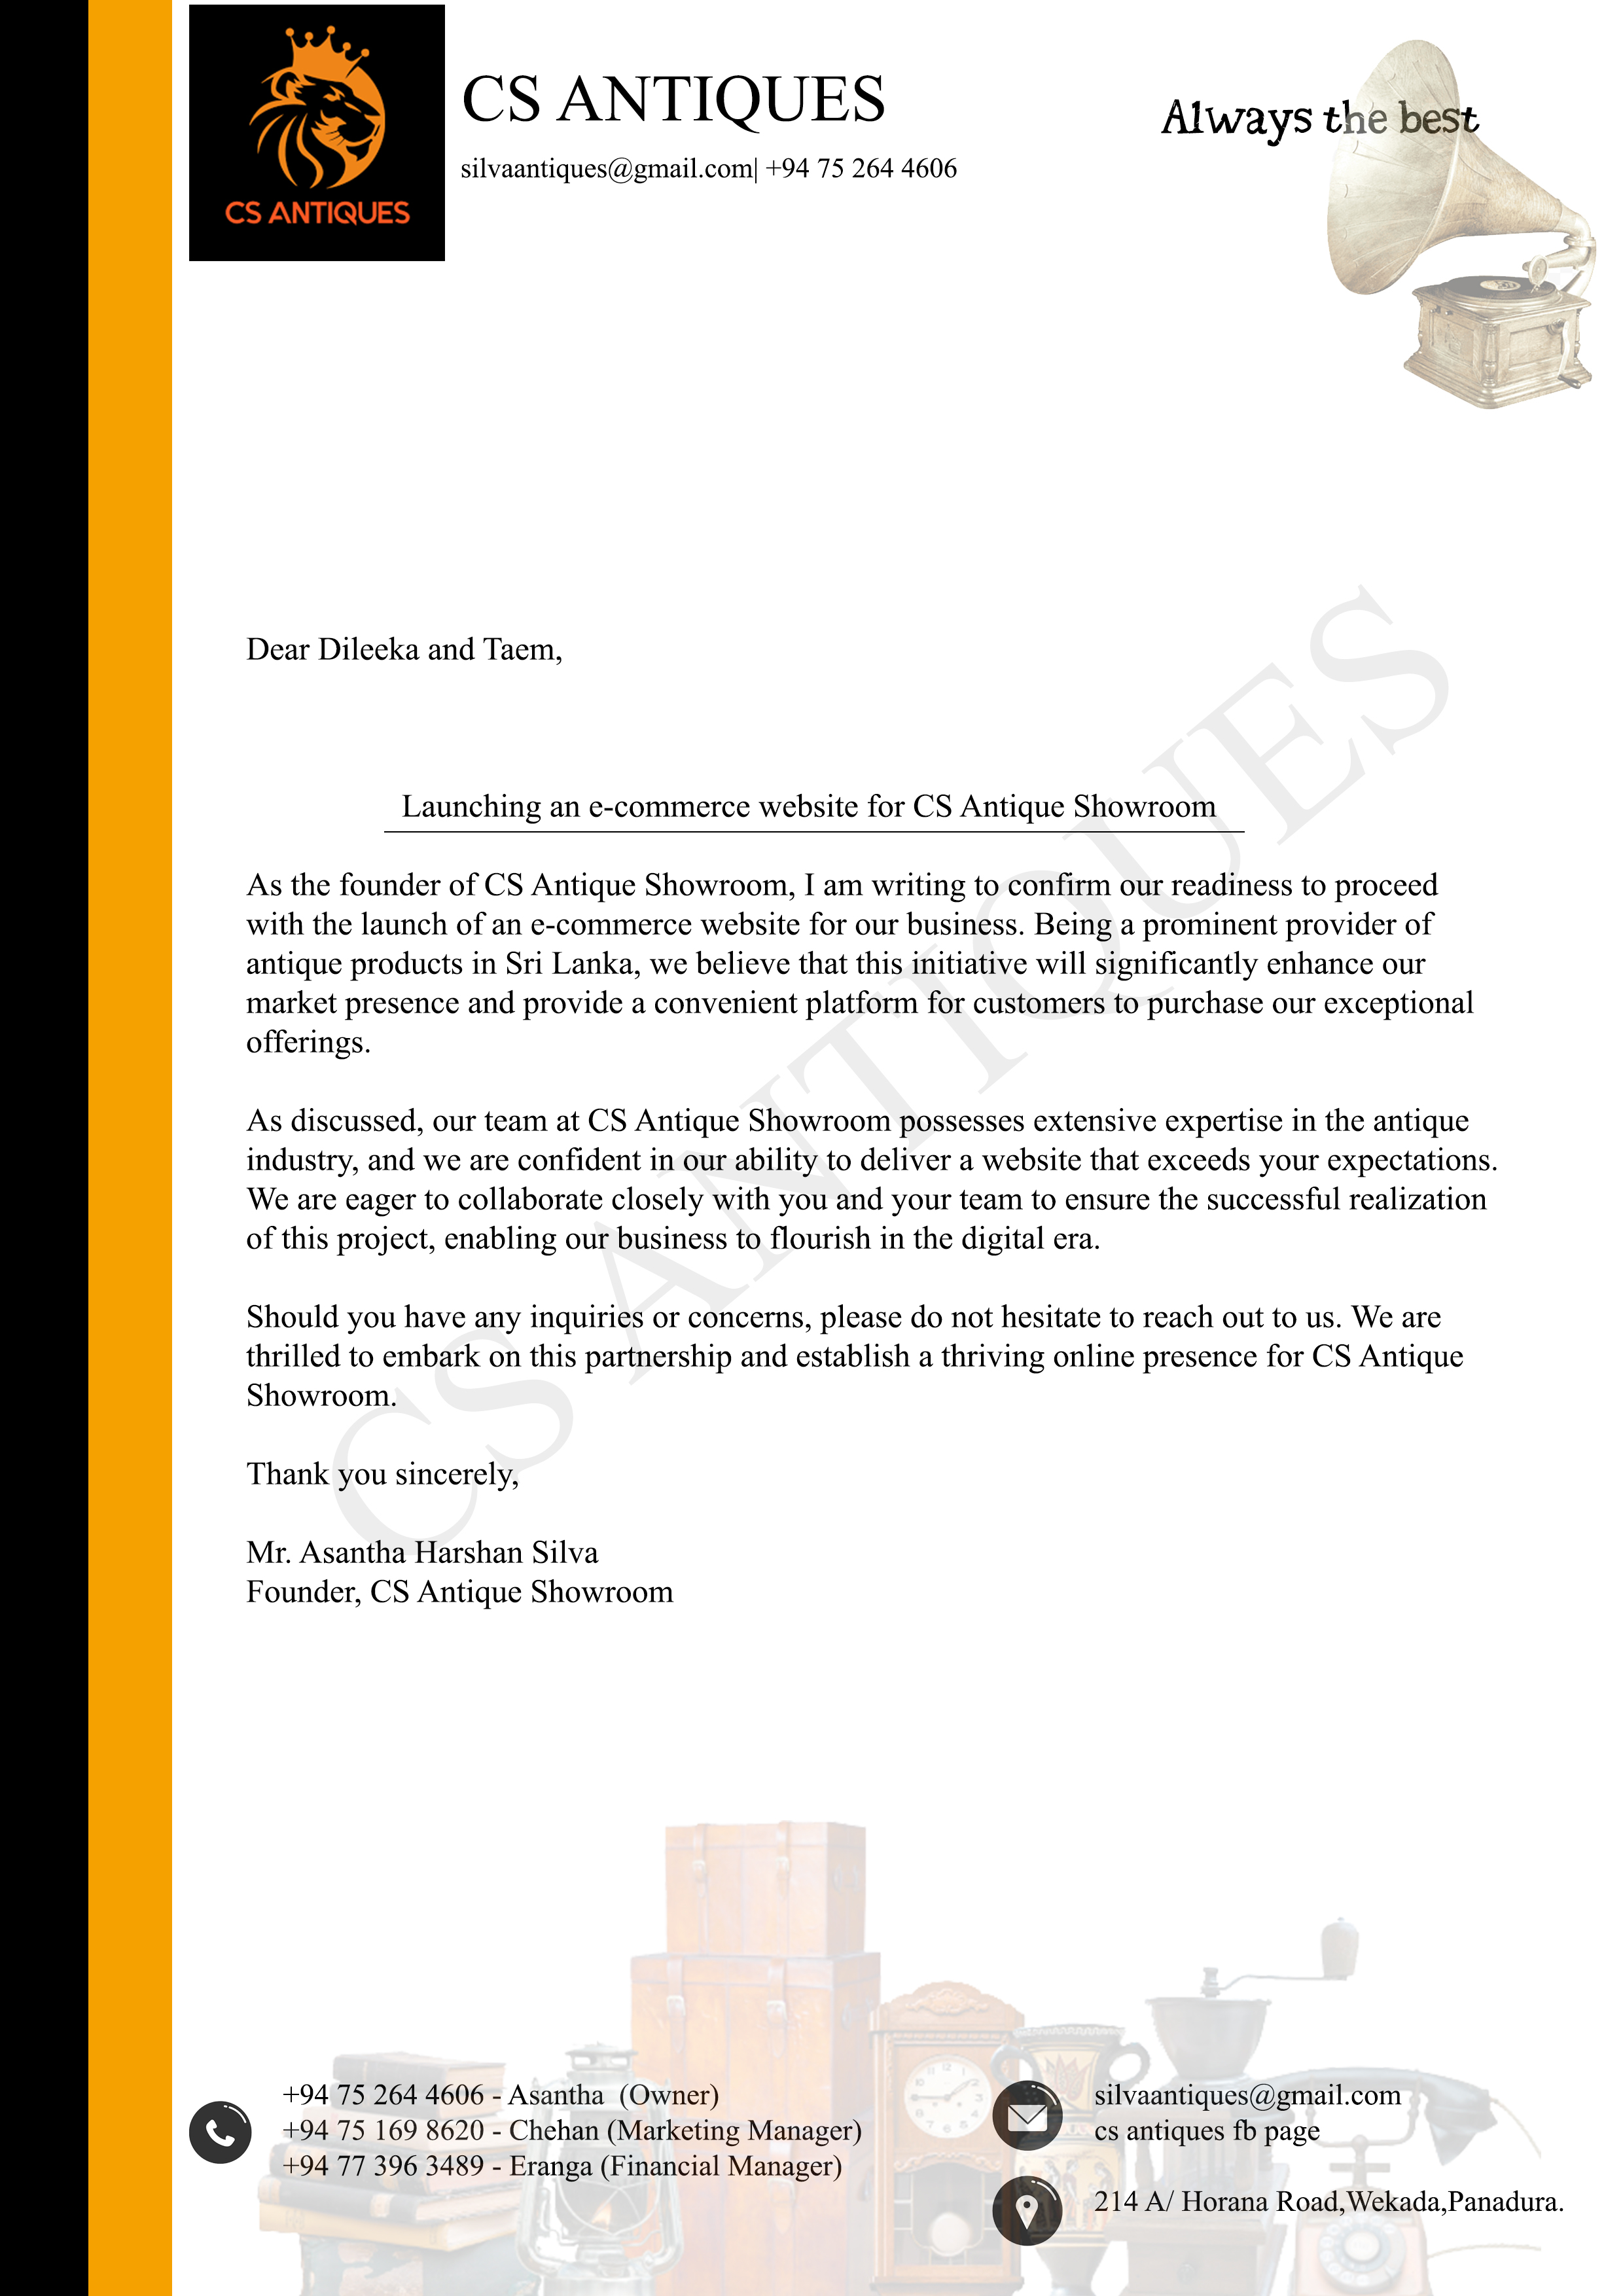 CS ANTIQUES
CS ANTIQUES
silvaantiques@gmail.com| +94 75 264 4606
Always the best
Dear Dileeka and Taem,
Launching an e-commerce website for CS Antique Showroom
As the founder of CS Antique Showroom, I am writing to confirm our readiness to proceed
with the launch of an e-commerce website for our business. Being a prominent provider of
antique products in Sri Lanka, we believe that this initiative will significantly enhance our
market presence and provide a convenient platform for customers to purchase our exceptional
offerings.
As discussed, our team at CS Antique Showroom possesses extensive expertise in the antique
industry, and we are confident in our ability to deliver a website that exceeds your expectations.
We are eager to collaborate closely with you and your team to ensure the successful realization
of this project, enabling our business to flourish in the digital era.
Should you have any inquiries or concerns, please do not hesitate to reach out to us. We are
thrilled to embark on this partnership and establish a thriving online presence for CS Antique
Showroom.
Thank you sincerely,
Mr. Asantha Harshan Silva
Founder, CS Antique Showroom
CS ANTIQUES
+94 75 264 4606 - Asantha  (Owner)
+94 75 169 8620 - Chehan (Marketing Manager)
+94 77 396 3489 - Eranga (Financial Manager)
silvaantiques@gmail.com
cs antiques fb page
214 A/ Horana Road,Wekada,Panadura.